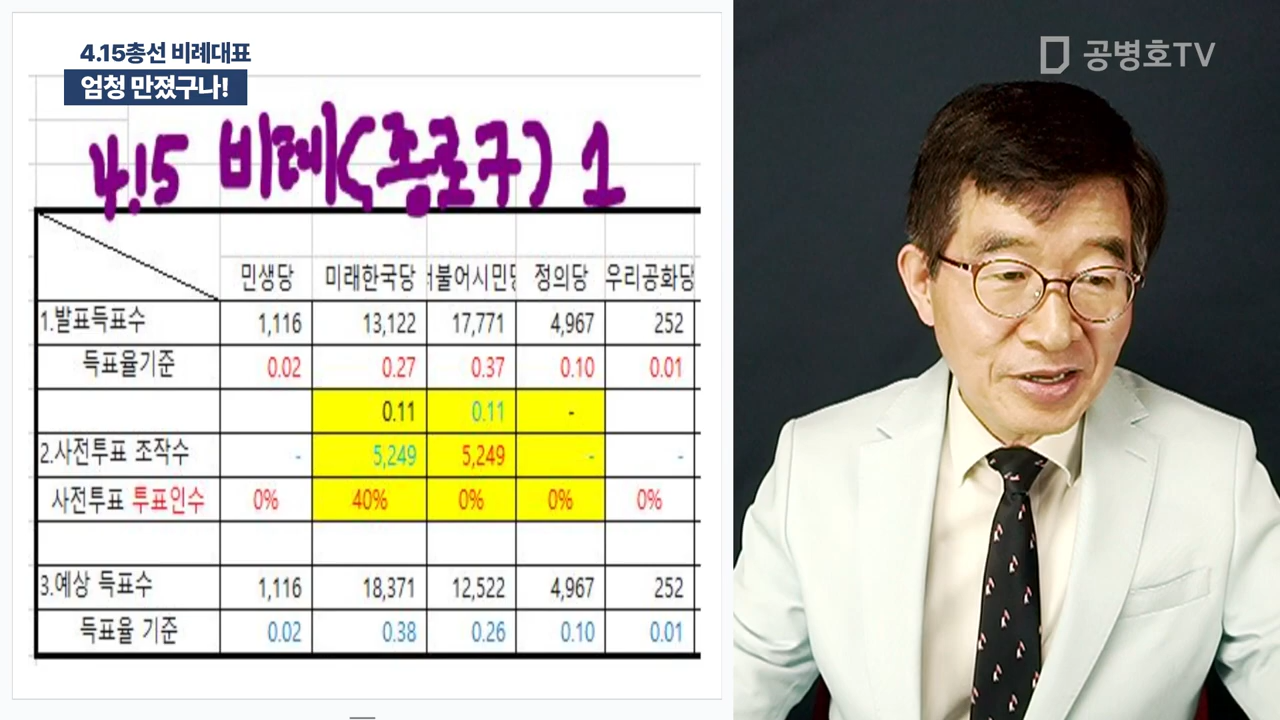 4.15총선 비례대표
엄청 만졌구나!
공병호TV
4.15 비례(종로구) 1
민생당 미래한국당 불어시민 정의당 우리공화당
1.발표득표수 1,116 13,122 17,771 4,967 252
득표율기준 0.02 0.27 0.37 0.10 0.01
0.11 0.11 -
2.사전투표 조작수 - 5,249 5,249 - -
사전투표 투표인수 0% 40% 0% 0% 0%
3.예상 득표수 1,116 18,371 12,522 4,967 252
득표율 기준 0.02 0.38 0.26 0.10 0.01